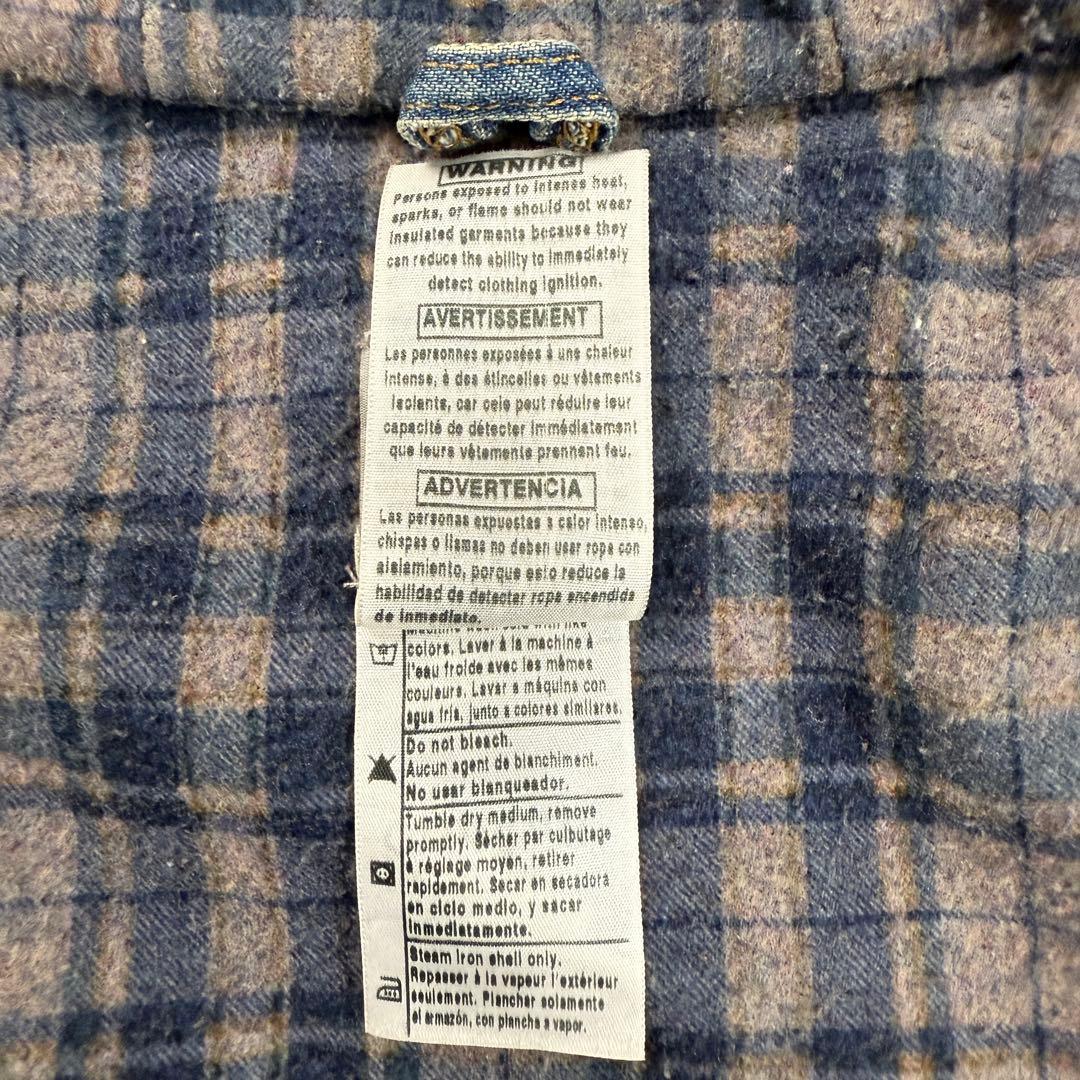 WARNING
Persons exposed to intense heat,
sparks, or flame should not wear
insulated garments because they
can reduce the ability to immediately
detect clothing ignition.
AVERTISSEMENT
Les personnes exposées à une chaleur
intense, à des étincelles ou vêtements
isolants, car cela peut réduire leur
capacité de détecter immédiatement
que leurs vêtements prennent feu.
ADVERTENCIA
Las personas expuestas a calor intenso,
chispas o llamas no deben usar ropa con
aislamiento, porque esto reduce la
habilidad de detectar ropa encendida
de inmediato.
colors. Laver à la machine à
l'eau froide avec les mêmes
couleurs. Lavar a máquina con
agua fría, junto a colores similares.
Do not bleach.
Aucun agent de blanchiment.
No usar blanqueador.
Tumble dry medium, remove
promptly. Sécher par culbutage
à réglage moyen, retirer
rapidement. Secar en secadora
en ciclo medio, y sacar
inmediatamente.
Steam iron shell only.
Repasser à la vapeur l'extérieur
seulement. Planchar solamente
el armazón, con plancha a vapor.